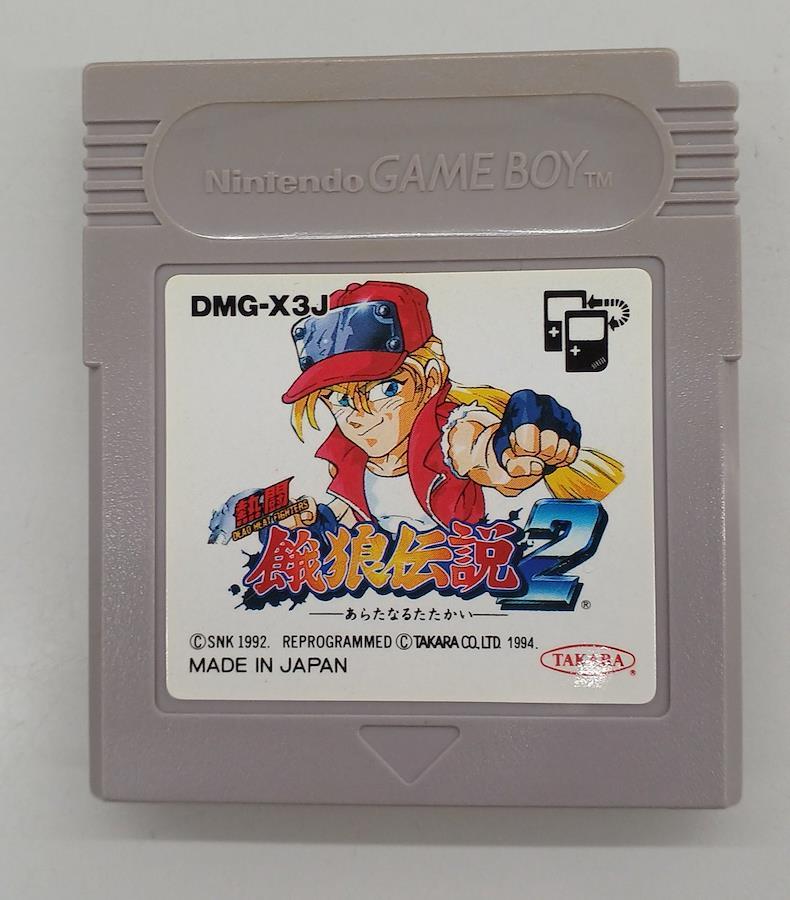 Nintendo GAME BOY TM
DMG-X3J
熱闘
DEAD HEAT FIGHTERS
餓狼伝説2®
あらたなるたたかい
©SNK 1992. REPROGRAMMED ©TAKARA CO., LTD. 1994.
MADE IN JAPAN
TAKARA®